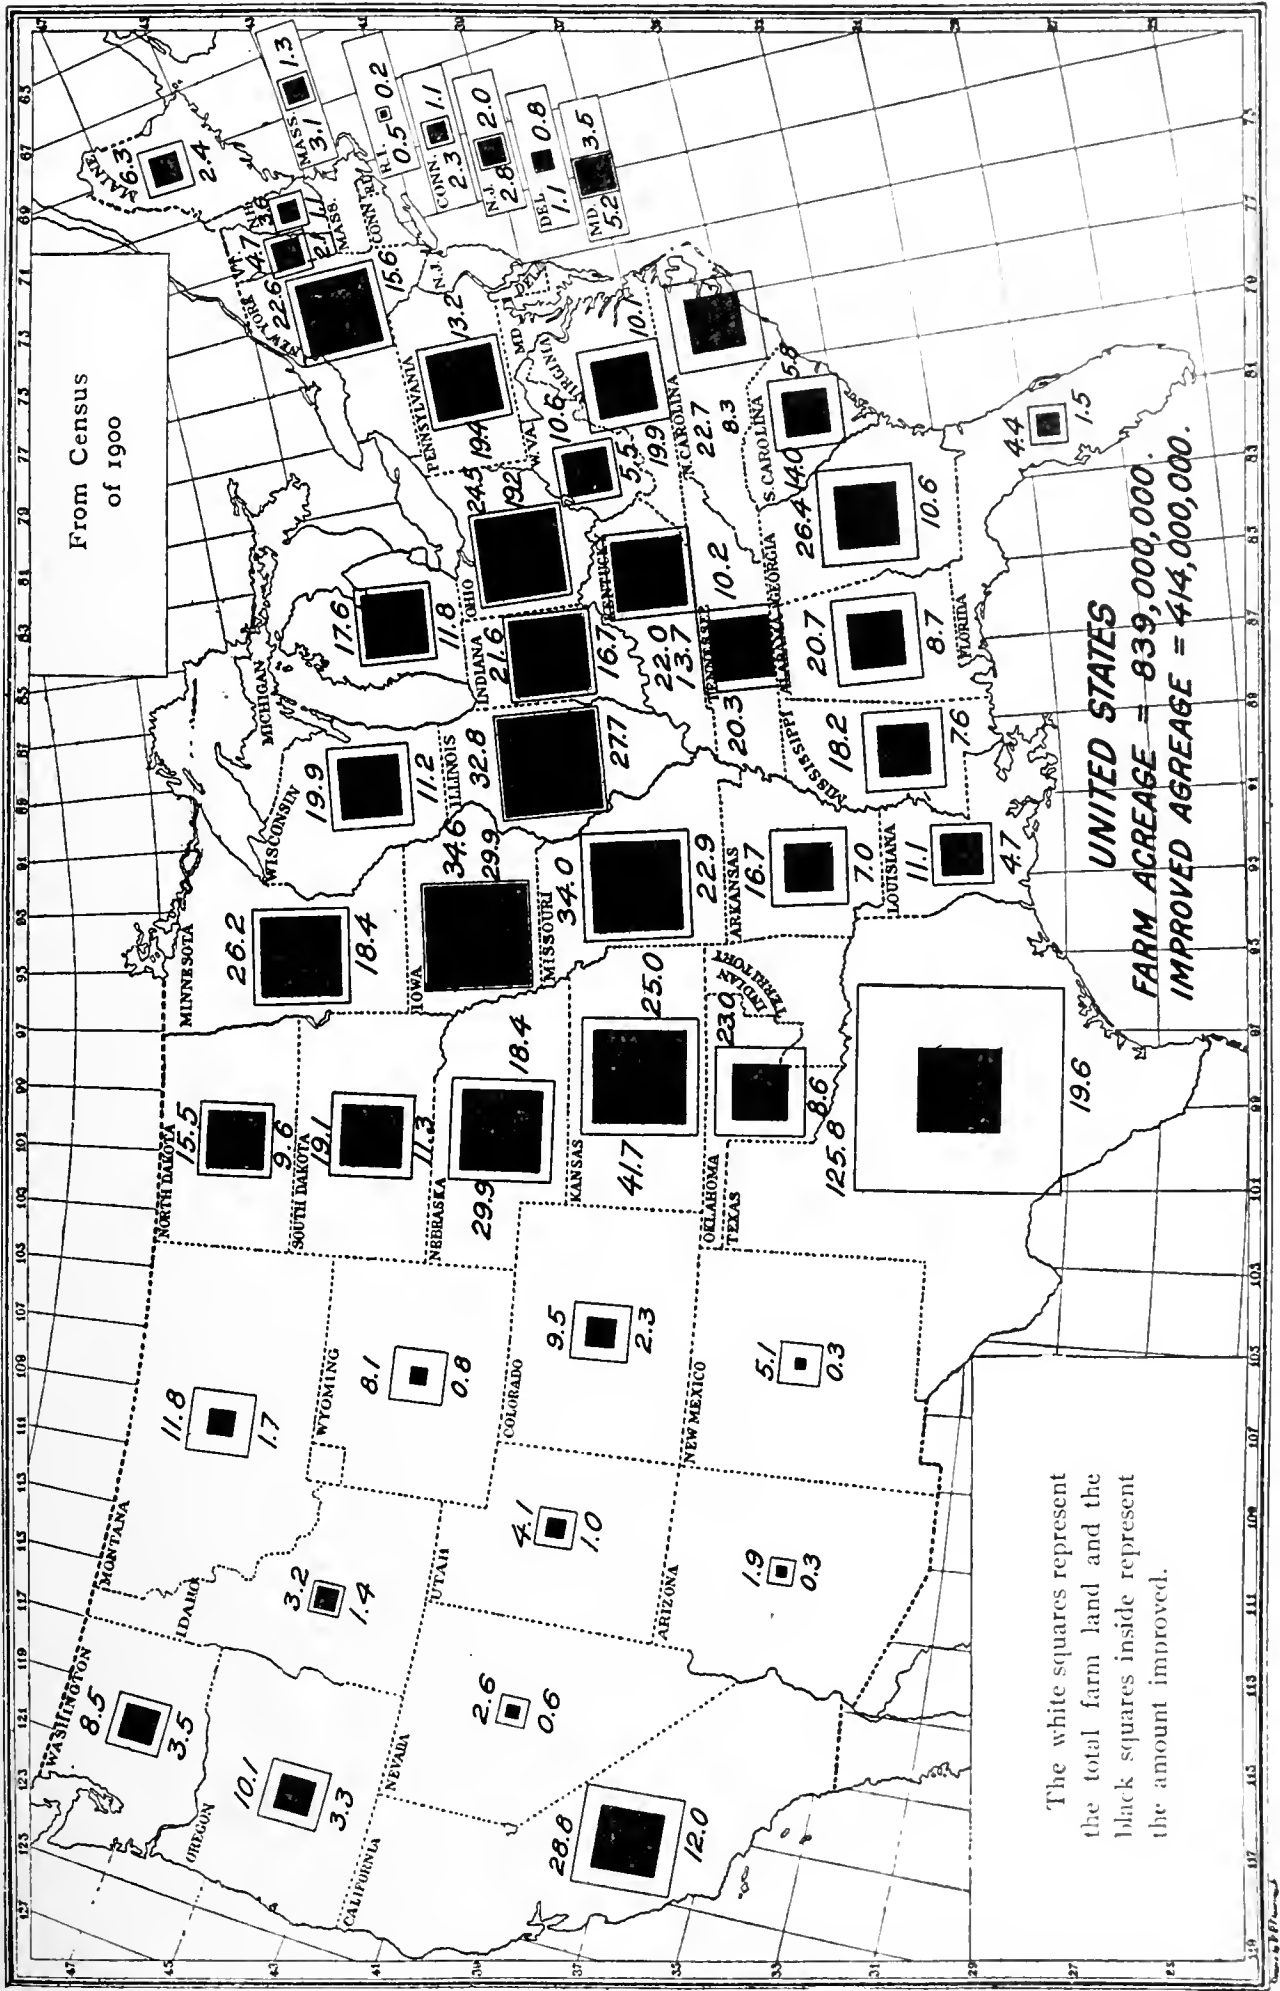 From Census
of 1900
WASHINGTON
8.5
3.5
OREGON
10.1
3.3
CALIFORNIA
28.8
12.0
NEVADA
2.6
0.6
IDAHO
3.2
1.4
MONTANA
11.8
1.7
WYOMING
8.1
0.8
UTAH
4.1
1.0
COLORADO
9.5
2.3
ARIZONA
1.9
0.3
NEW MEXICO
5.1
0.3
NORTH DAKOTA
15.5
9.6
SOUTH DAKOTA
19.1
11.3
NEBRASKA
29.9
18.4
KANSAS
41.7
25.0
OKLAHOMA
INDIAN
TERRITORY
23.0
8.6
TEXAS
125.8
19.6
MINNESOTA
26.2
18.4
IOWA
34.6
29.9
MISSOURI
34.0
22.9
ARKANSAS
16.7
7.0
LOUISIANA
11.1
4.7
WISCONSIN
19.9
11.2
ILLINOIS
32.8
27.7
MICHIGAN
17.6
11.8
INDIANA
21.6
16.7
OHIO
24.5
19.2
KENTUCKY
22.0
13.7
TENNESSEE
20.3
10.2
MISSISSIPPI
18.2
7.6
ALABAMA
20.7
8.7
GEORGIA
26.4
10.6
FLORIDA
4.4
1.5
S. CAROLINA
14.0
5.8
N. CAROLINA
22.7
8.3
VIRGINIA
19.9
10.1
W. VA.
10.6
5.5
MD
DEL
N.J.
PENNSYLVANIA
19.4
13.2
NEW YORK
22.6
15.6
VT.
4.7
2.1
N.H.
3.6
1.1
MASS.
CONN
R.I.
MAINE
6.3
2.4
MASS.
3.1
1.3
R.I.
0.5
0.2
CONN.
2.3
1.1
N.J.
2.8
2.0
DEL
1.1
0.8
MD.
5.2
3.5
UNITED STATES
FARM ACREAGE = 839,000,000.
IMPROVED AGREAGE = 414,000,000.
The white squares represent
the total farm land and the
black squares inside represent
the amount improved.